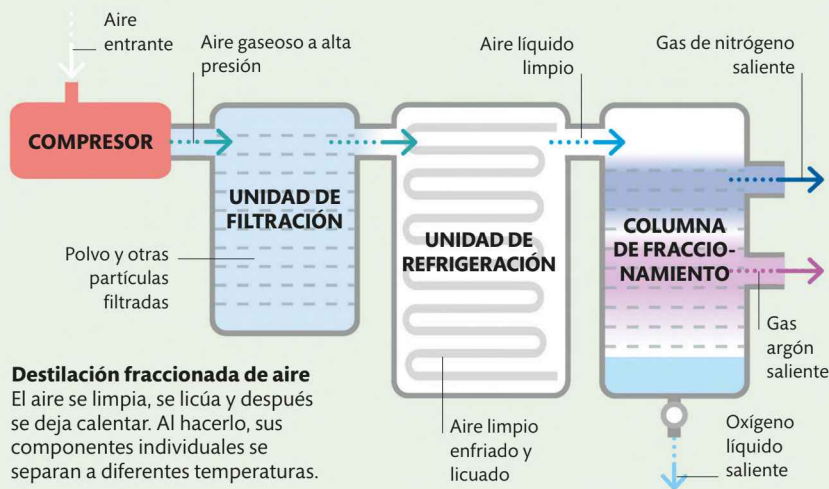 Aire
entrante
Aire gaseoso a alta
presión
Aire líquido
limpio
Gas de nitrógeno
saliente
COMPRESOR
UNIDAD DE
FILTRACIÓN
UNIDAD DE
REFRIGERACIÓN
COLUMNA
DE FRACCIO-
NAMIENTO
Polvo y otras
partículas
filtradas
Gas
argón
saliente
Destilación fraccionada de aire
El aire se limpia, se licúa y después
se deja calentar. Al hacerlo, sus
componentes individuales se
separan a diferentes temperaturas.
Aire limpio
enfriado y
licuado
Oxígeno
líquido
saliente